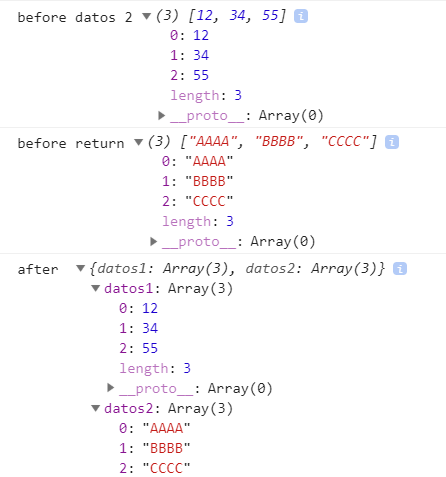 before datos 2 ▼(3) [12, 34, 55] i
0: 12
1: 34
2: 55
length: 3
▶__proto__: Array(0)
before return ▼(3) ["AAAA", "BBBB", "CCCC"] i
0: "AAAA"
1: "BBBB"
2: "CCCC"
length: 3
▶__proto__: Array(0)
after ▼{datos1: Array(3), datos2: Array(3)} i
▼datos1: Array(3)
0: 12
1: 34
2: 55
length: 3
▶__proto__: Array(0)
▼datos2: Array(3)
0: "AAAA"
1: "BBBB"
2: "CCCC"